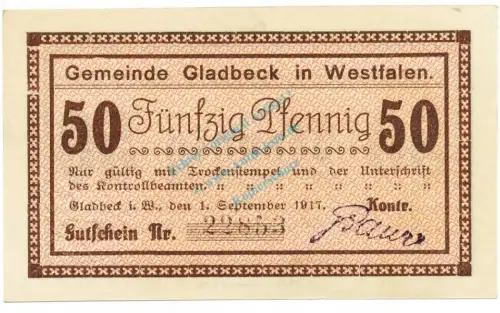 Gemeinde Gladbeck in Westfalen.
50 Fünfzig Pfennig 50
Nur gültig mit Trockenstempel und der Unterschrift
des Kontrollbeamten. " " " " " " " "
Gladbeck i. W., den 1. September 1917. Kontr.
Gutschein Nr. 22853